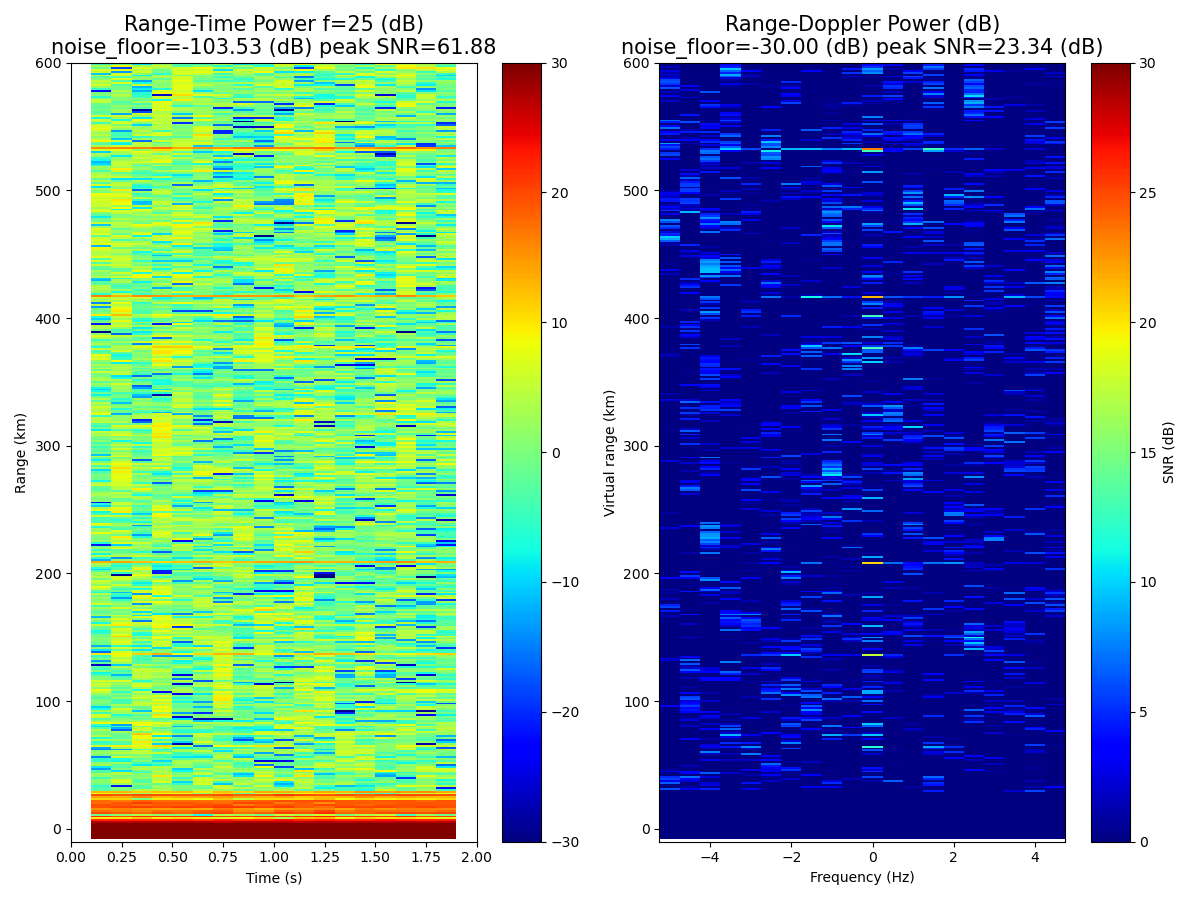 Range-Time Power f=25 (dB)
noise_floor=-103.53 (dB) peak SNR=61.88
Range (km)
600
500
400
300
200
100
0
0.00 0.25 0.50 0.75 1.00 1.25 1.50 1.75 2.00
Time (s)
30
20
10
0
−10
−20
−30
Range-Doppler Power (dB)
noise_floor=-30.00 (dB) peak SNR=23.34 (dB)
Virtual range (km)
600
500
400
300
200
100
0
−4 −2 0 2 4
Frequency (Hz)
30
25
20
15
10
5
0
SNR (dB)